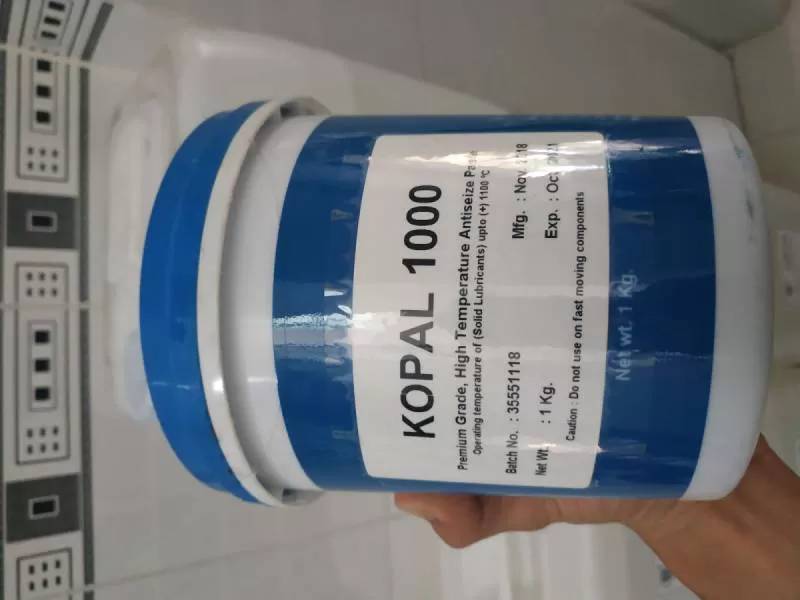 KOPAL 1000
Premium Grade, High Temperature Antiseize
Operating temperature of (Solid Lubricants) upto (+) 1100 °C
Batch No. : 35551118
Mfg. : Nov.
Net Wt. : 1 Kg.
Exp. :
Caution : Do not use on fast moving components
Net wt. 1 Kg.